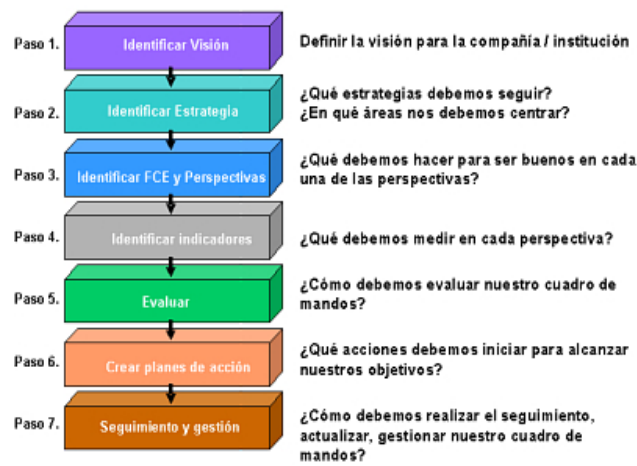 Paso 1.
Identificar Visión
Definir la visión para la compañía / institución
Paso 2.
Identificar Estrategia
¿Qué estrategias debemos seguir?
¿En qué áreas nos debemos centrar?
Paso 3.
Identificar FCE y Perspectivas
¿Qué debemos hacer para ser buenos en cada
una de las perspectivas?
Paso 4.
Identificar indicadores
¿Qué debemos medir en cada perspectiva?
Paso 5.
Evaluar
¿Cómo debemos evaluar nuestro cuadro de
mandos?
Paso 6.
Crear planes de acción
¿Qué acciones debemos iniciar para alcanzar
nuestros objetivos?
Paso 7.
Seguimiento y gestión
¿Cómo debemos realizar el seguimiento,
actualizar, gestionar nuestro cuadro de
mandos?